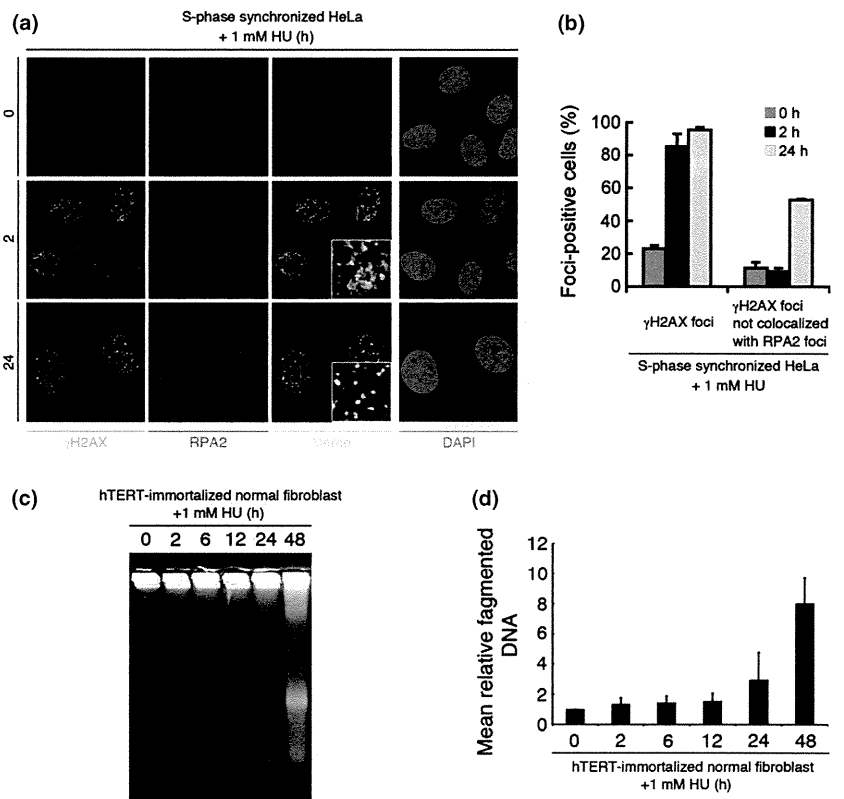 (a)
S-phase synchronized HeLa
+ 1 mM HU (h)
0
2
24
γH2AX RPA2 Merge DAPI
(b)
Foci-positive cells (%)
100
80
60
40
20
0
0 h
2 h
24 h
γH2AX foci
γH2AX foci
not colocalized
with RPA2 foci
S-phase synchronized HeLa
+ 1 mM HU
(c)
hTERT-immortalized normal fibroblast
+1 mM HU (h)
0 2 6 12 24 48
(d)
Mean relative fagmented
DNA
12
10
8
6
4
2
0
0 2 6 12 24 48
hTERT-immortalized normal fibroblast
+1 mM HU (h)